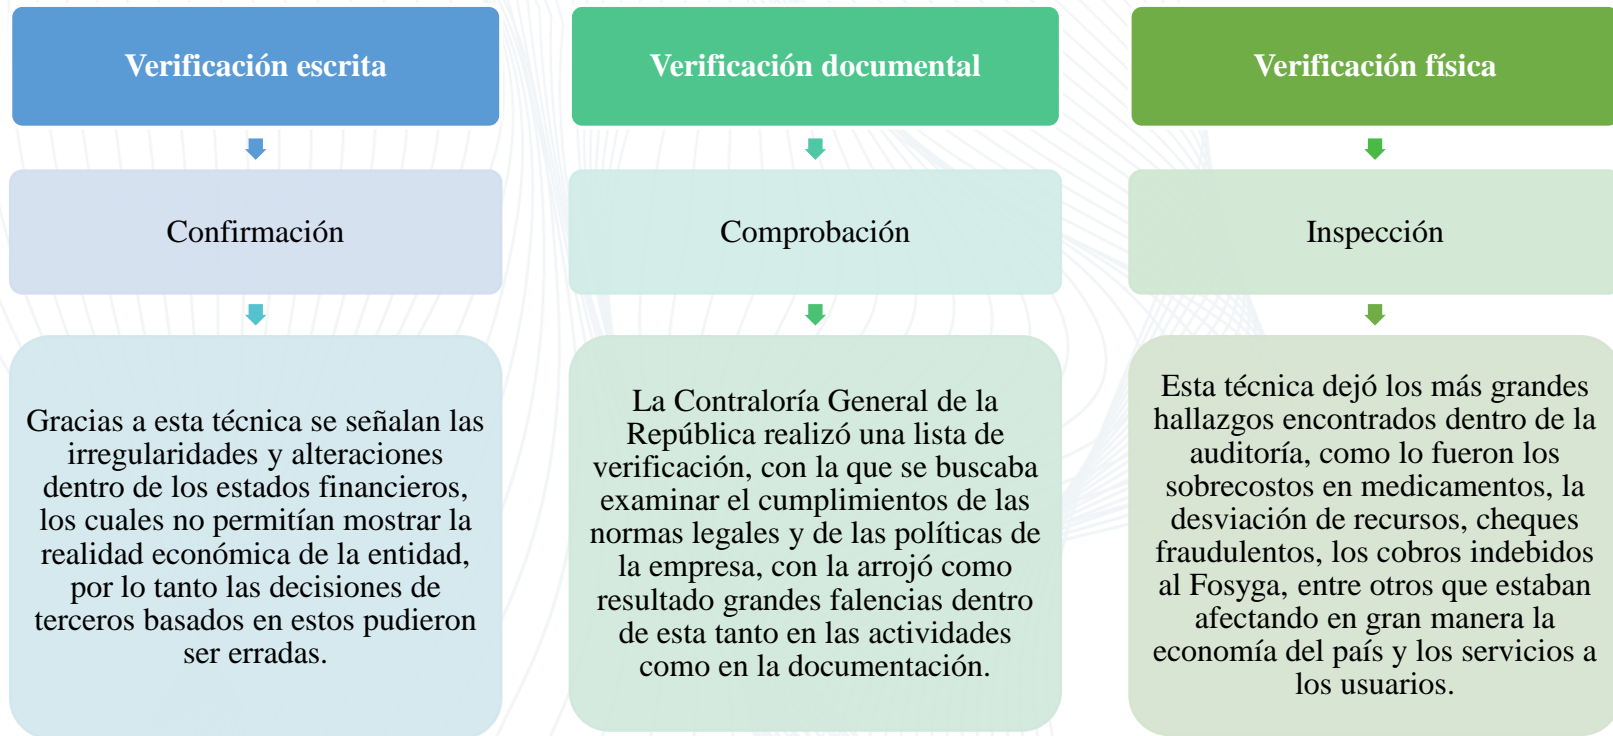 Verificación escrita
Confirmación
Gracias a esta técnica se señalan las
irregularidades y alteraciones
dentro de los estados financieros,
los cuales no permitían mostrar la
realidad económica de la entidad,
por lo tanto las decisiones de
terceros basados en estos pudieron
ser erradas.
Verificación documental
Comprobación
La Contraloría General de la
República realizó una lista de
verificación, con la que se buscaba
examinar el cumplimientos de las
normas legales y de las políticas de
la empresa, con la arrojó como
resultado grandes falencias dentro
de esta tanto en las actividades
como en la documentación.
Verificación física
Inspección
Esta técnica dejó los más grandes
hallazgos encontrados dentro de la
auditoría, como lo fueron los
sobrecostos en medicamentos, la
desviación de recursos, cheques
fraudulentos, los cobros indebidos
al Fosyga, entre otros que estaban
afectando en gran manera la
economía del país y los servicios a
los usuarios.